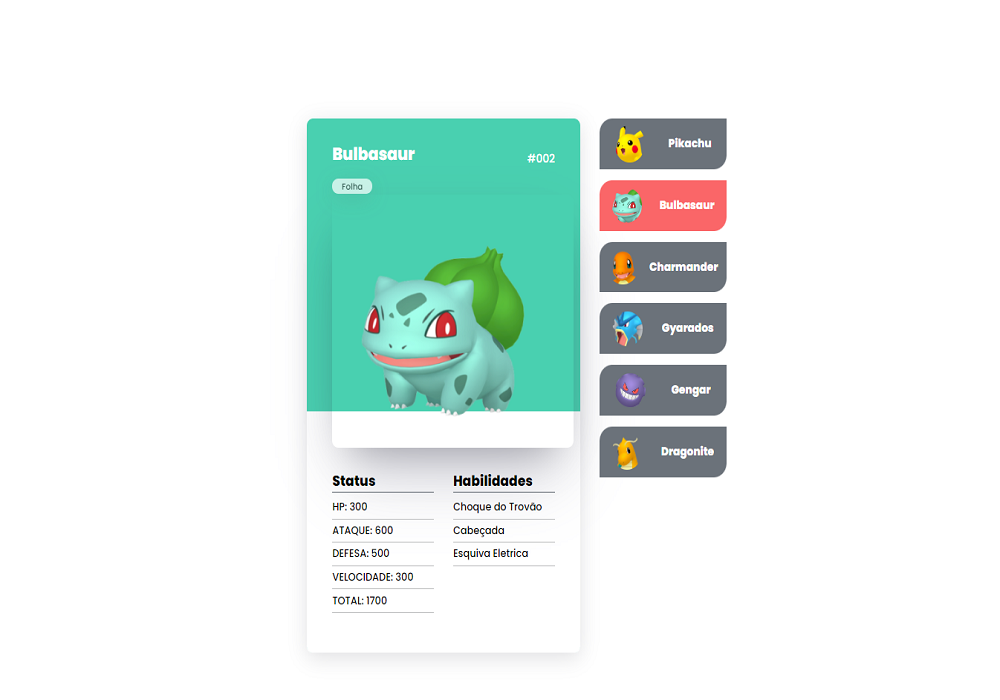 Bulbasaur
#002
Folha
Status
HP: 300
ATAQUE: 600
DEFESA: 500
VELOCIDADE: 300
TOTAL: 1700
Habilidades
Choque do Trovão
Cabeçada
Esquiva Eletrica
Pikachu
Bulbasaur
Charmander
Gyarados
Gengar
Dragonite